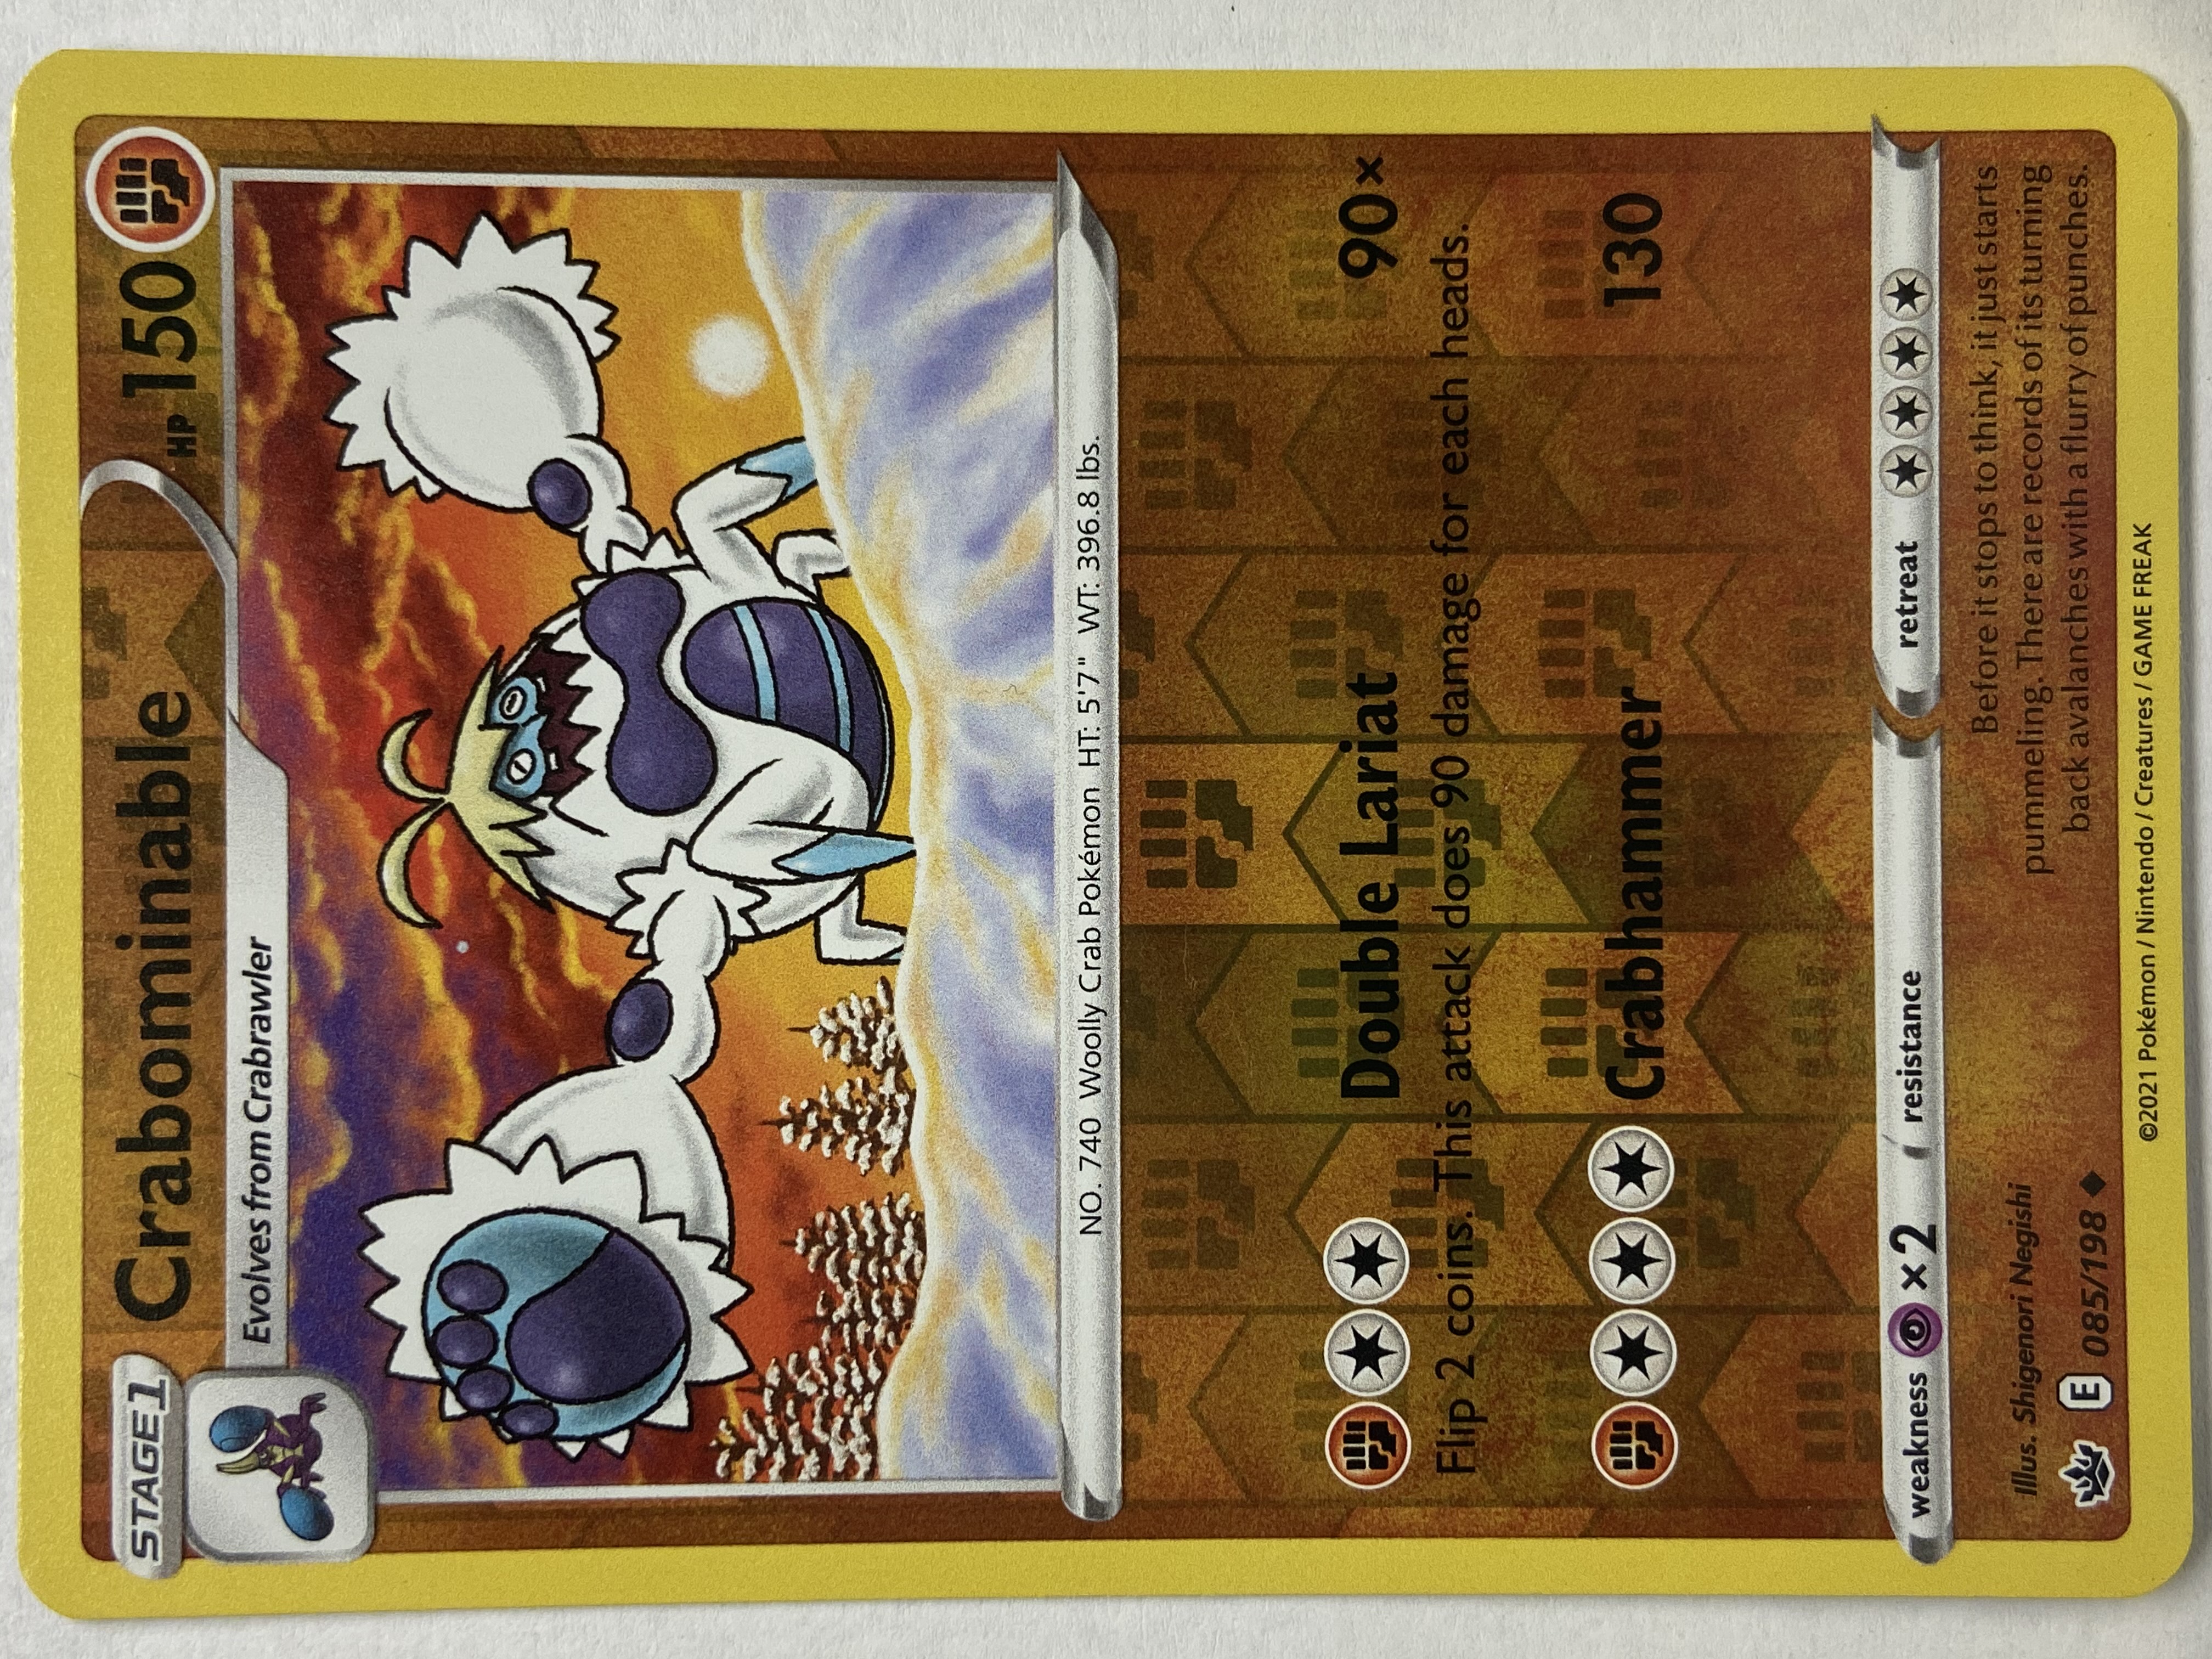 STAGE 1
Crabominable
HP 150
Evolves from Crabrawler
NO. 740 Woolly Crab Pokémon HT: 5'7" WT: 396.8 lbs.
Double Lariat 90×
Flip 2 coins. This attack does 90 damage for each heads.
Crabhammer 130
weakness ×2 resistance retreat
Before it stops to think, it just starts
pummeling. There are records of its turning
back avalanches with a flurry of punches.
Illus. Shigenori Negishi
E 085/198
©2021 Pokémon / Nintendo / Creatures / GAME FREAK